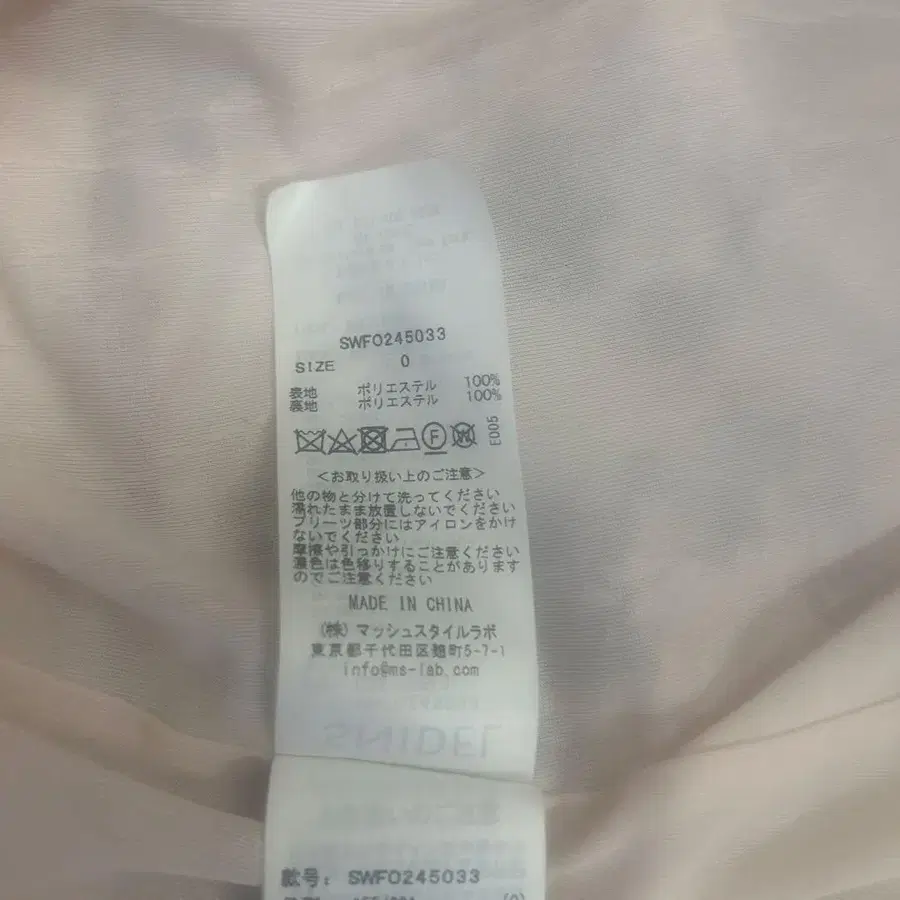 SWFO245033
SIZE 0
表地 ポリエステル 100%
裏地 ポリエステル 100%
F W E005
<お取り扱い上のご注意>
他の物と分けて洗ってください
濡れたまま放置しないでください
プリーツ部分にはアイロンをかけ
ないでください
摩擦や引っかけにご注意ください
濃色は色移りすることがあります
のでご注意ください
MADE IN CHINA
(株) マッシュスタイルラボ
東京都千代田区麹町5-7-1
info@ms-lab.com
SNIDEL
款号: SWFO245033